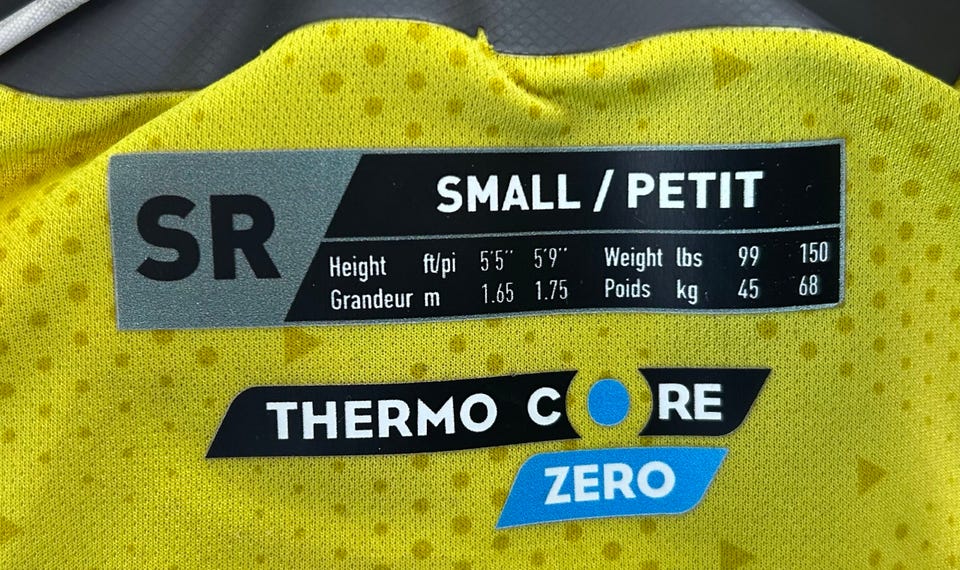 SR
SMALL / PETIT
Height ft/pi 5'5'' 5'9'' Weight lbs 99 150
Grandeur m 1.65 1.75 Poids kg 45 68
THERMO CORE
ZERO